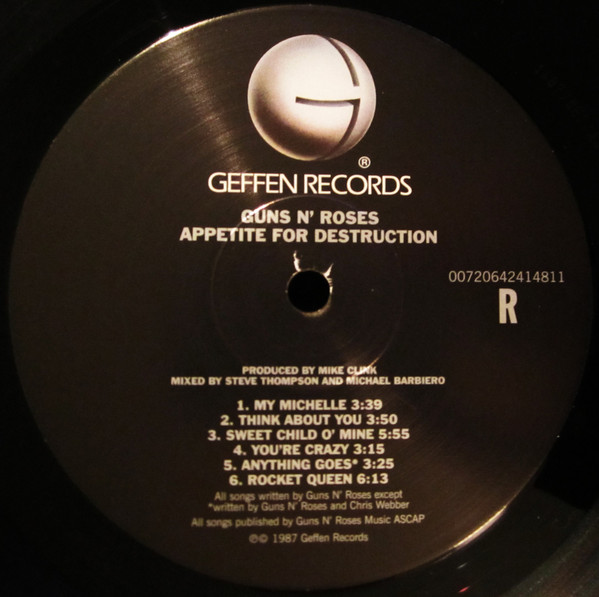 ®
GEFFEN RECORDS
GUNS N' ROSES
APPETITE FOR DESTRUCTION
00720642414811
R
PRODUCED BY MIKE CLINK
MIXED BY STEVE THOMPSON AND MICHAEL BARBIERO
1. MY MICHELLE 3:39
2. THINK ABOUT YOU 3:50
3. SWEET CHILD O' MINE 5:55
4. YOU'RE CRAZY 3:15
5. ANYTHING GOES* 3:25
6. ROCKET QUEEN 6:13
All songs written by Guns N' Roses except
*written by Guns N' Roses and Chris Webber
All songs published by Guns N' Roses Music ASCAP
℗© 1987 Geffen Records